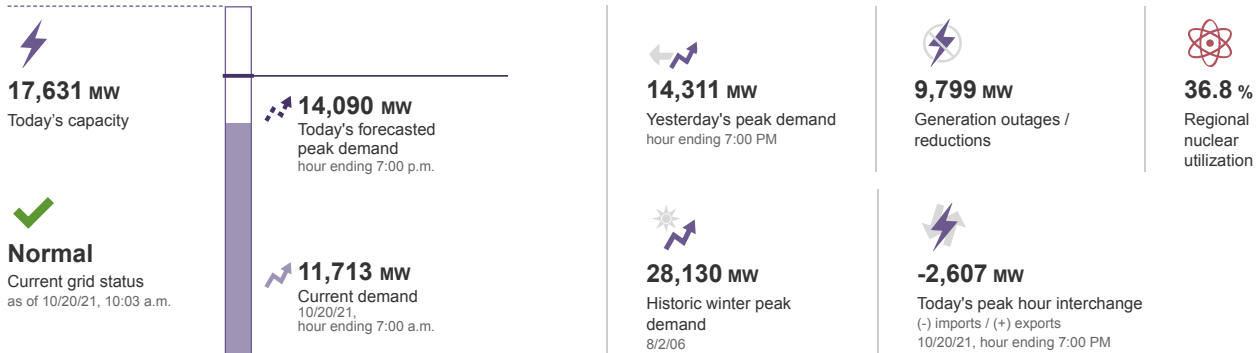 17,631 MW
Today's capacity
Normal
Current grid status
as of 10/20/21, 10:03 a.m.
14,090 MW
Today's forecasted
peak demand
hour ending 7:00 p.m.
11,713 MW
Current demand
10/20/21,
hour ending 7:00 a.m.
14,311 MW
Yesterday's peak demand
hour ending 7:00 PM
9,799 MW
Generation outages /
reductions
36.8 %
Regional
nuclear
utilization
28,130 MW
Historic winter peak
demand
8/2/06
-2,607 MW
Today's peak hour interchange
(-) imports / (+) exports
10/20/21, hour ending 7:00 PM